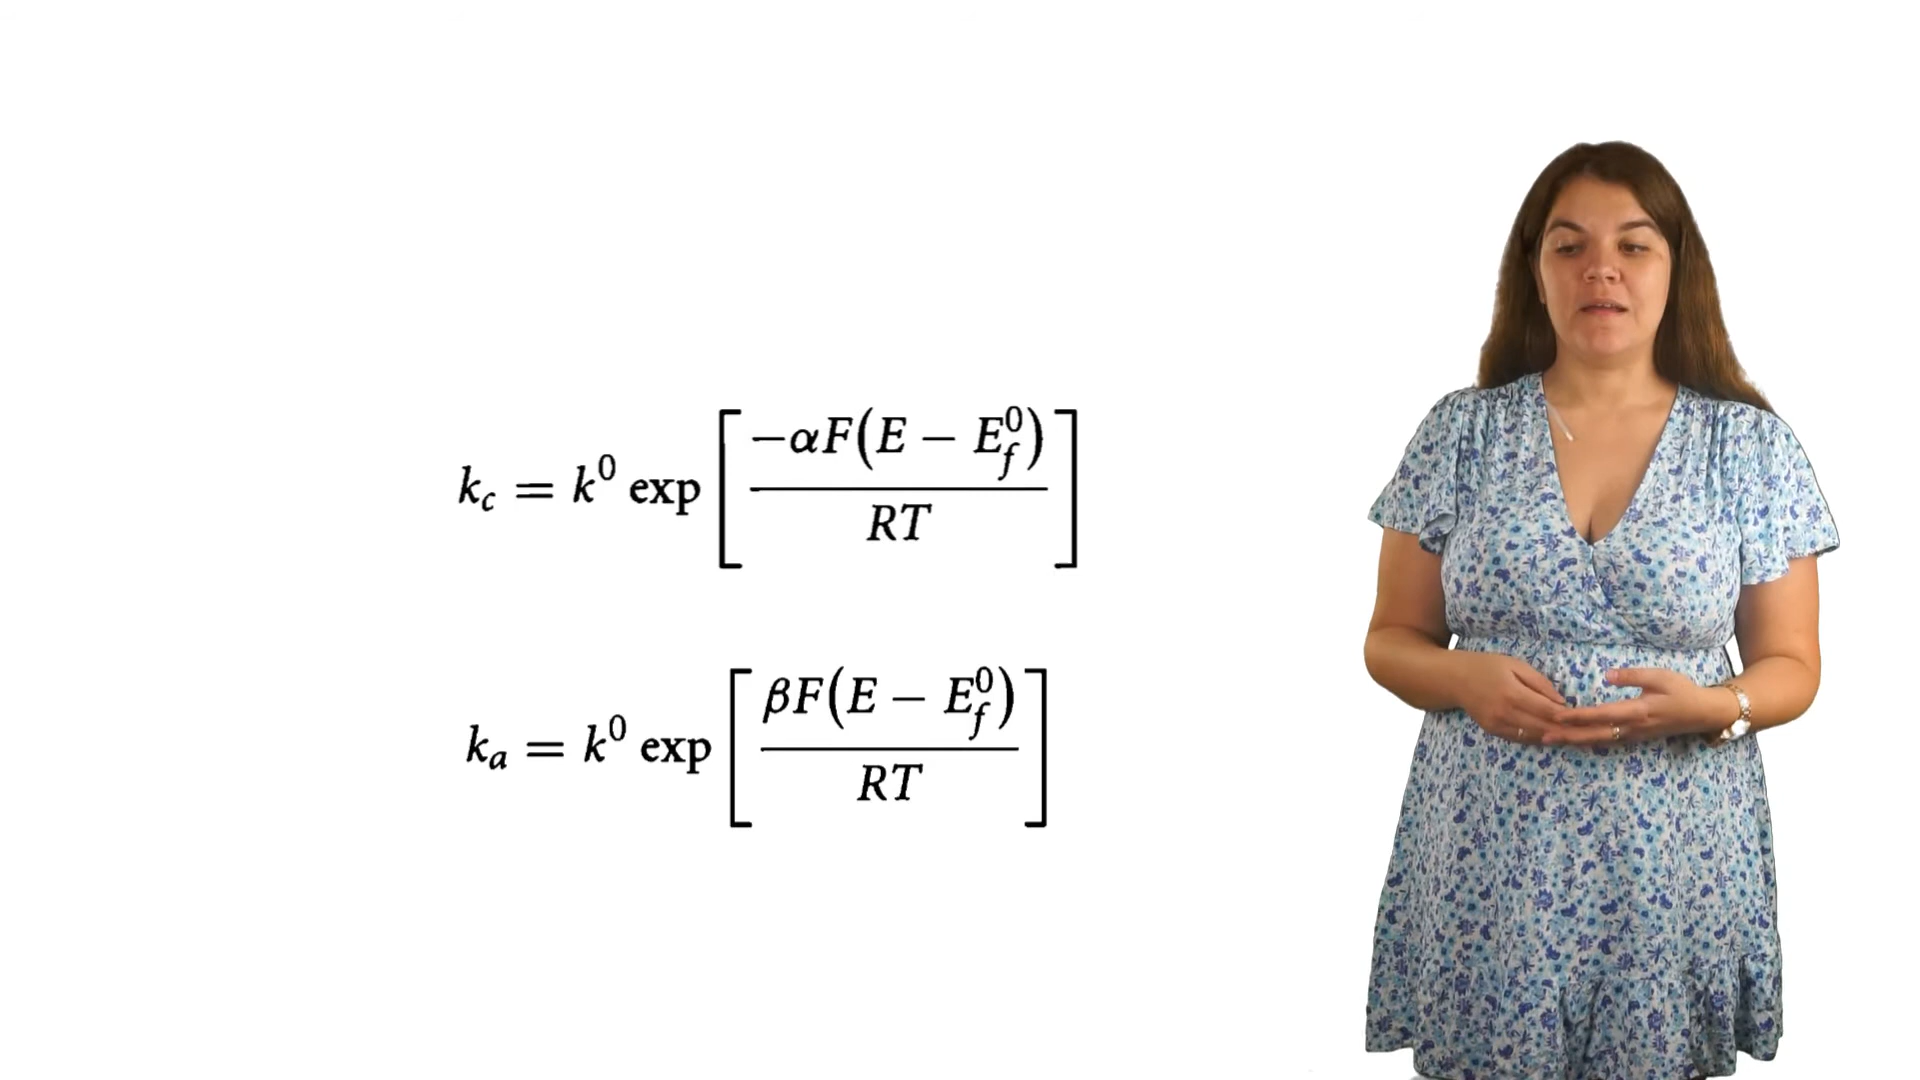 k_c = k^0 exp [ −αF(E − E_f^0) / RT ]
k_a = k^0 exp [ βF(E − E_f^0) / RT ]